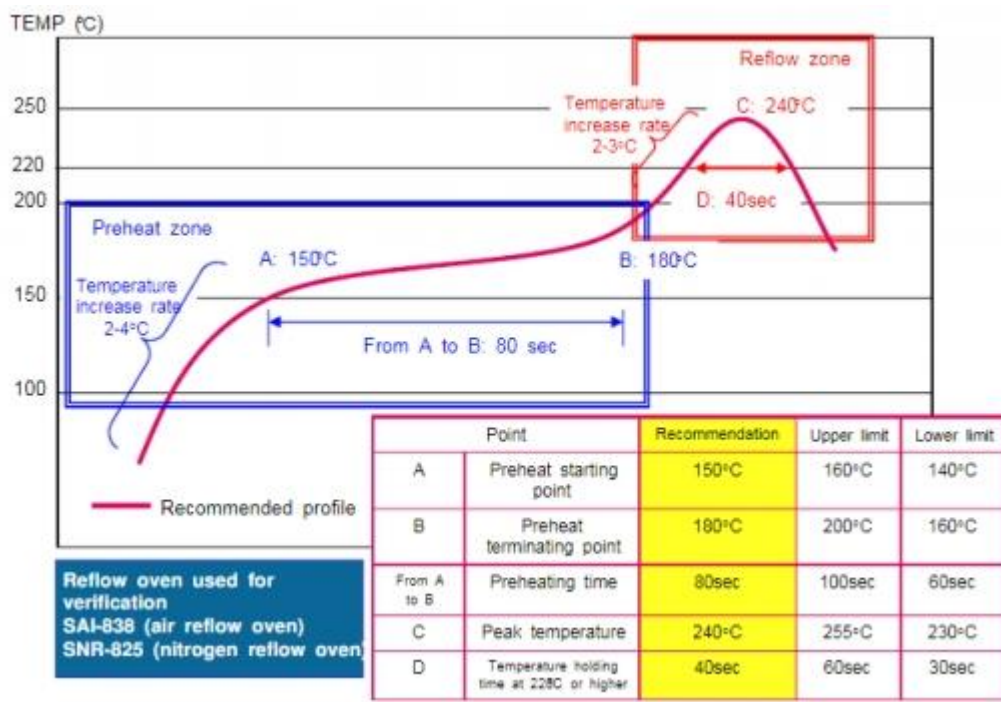 TEMP (°C)
Reflow zone
250
Temperature
increase rate
2-3°C
C: 240°C
220
D: 40sec
200
Preheat zone
A: 150°C
B: 180°C
Temperature
increase rate
2-4°C
150
From A to B: 80 sec
100
Recommended profile
Point Recommendation Upper limit Lower limit
A Preheat starting point 150°C 160°C 140°C
B Preheat terminating point 180°C 200°C 160°C
From A to B Preheating time 80sec 100sec 60sec
C Peak temperature 240°C 255°C 230°C
D Temperature holding time at or higher 40sec 60sec 30sec
Reflow oven used for
verification
SAI-838 (air reflow oven)
SNR-825 (nitrogen reflow oven)